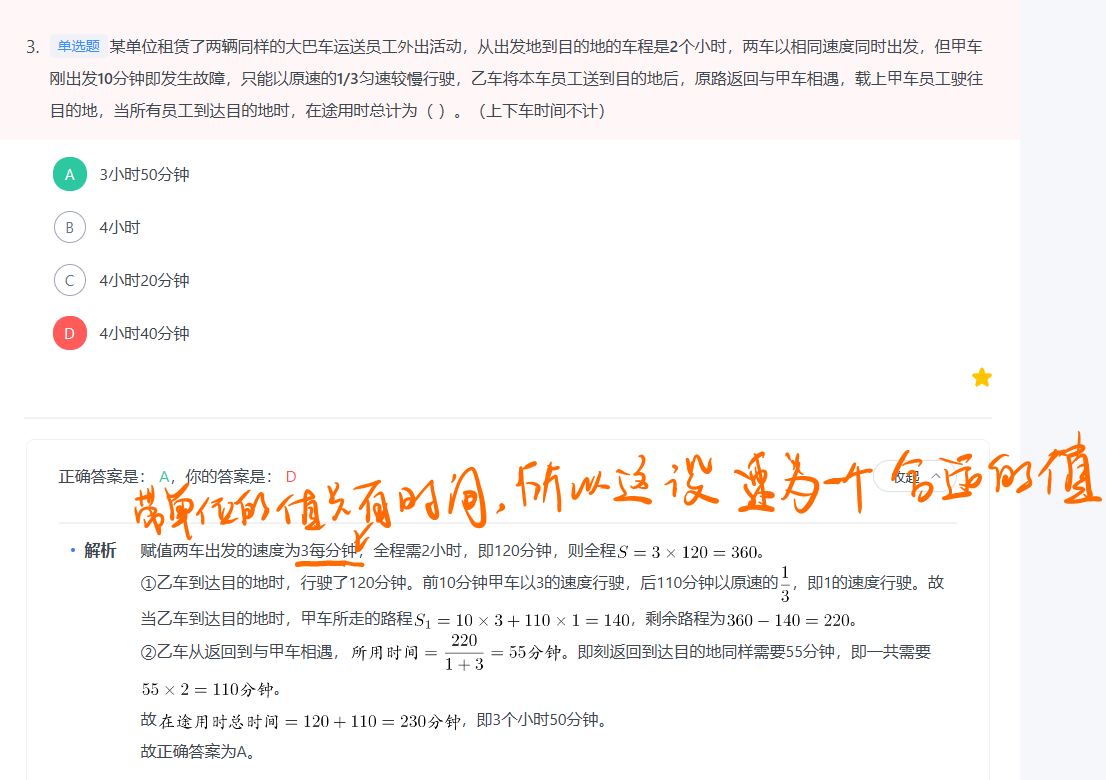 3. 单选题 某单位租赁了两辆同样的大巴车运送员工外出活动，从出发地到目的地的车程是2个小时，两车以相同速度同时出发，但甲车
刚出发10分钟即发生故障，只能以原速的1/3匀速较慢行驶，乙车将本车员工送到目的地后，原路返回与甲车相遇，载上甲车员工驶往
目的地，当所有员工到达目的地时，在途用时总计为（ ）。（上下车时间不计）
A 3小时50分钟
B 4小时
C 4小时20分钟
D 4小时40分钟
正确答案是： A，你的答案是： D
收起
带单位的值只有时间，所以这设置为一个合适的值
解析 赋值两车出发的速度为3每分钟，全程需2小时，即120分钟，则全程S = 3 × 120 = 360。
①乙车到达目的地时，行驶了120分钟。前10分钟甲车以3的速度行驶，后110分钟以原速的1/3，即1的速度行驶。故
当乙车到达目的地时，甲车所走的路程S₁ = 10 × 3 + 110 × 1 = 140，剩余路程为360 − 140 = 220。
②乙车从返回到与甲车相遇，所用时间 = 220/(1 + 3) = 55分钟。即刻返回到达目的地同样需要55分钟，即一共需要
55 × 2 = 110分钟。
故在途用时总时间 = 120 + 110 = 230分钟，即3个小时50分钟。
故正确答案为A。